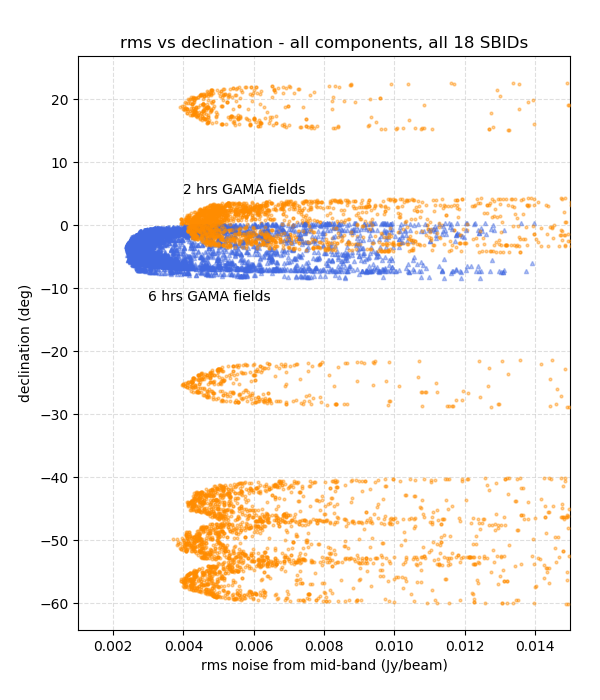 rms vs declination - all components, all 18 SBIDs
20
10
2 hrs GAMA fields
0
−10
6 hrs GAMA fields
−20
−30
−40
−50
−60
declination (deg)
0.002 0.004 0.006 0.008 0.010 0.012 0.014
rms noise from mid-band (Jy/beam)